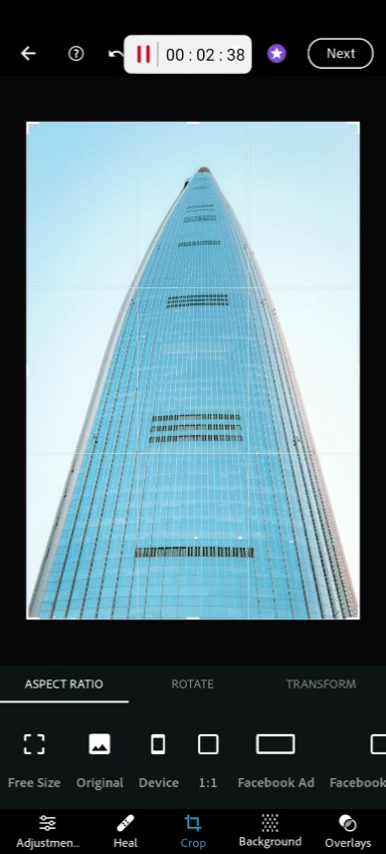 00 : 02 : 38
Next
ASPECT RATIO
ROTATE
TRANSFORM
Free Size
Original
Device
1:1
Facebook Ad
Facebook
Adjustmen..
Heal
Crop
Background
Overlays